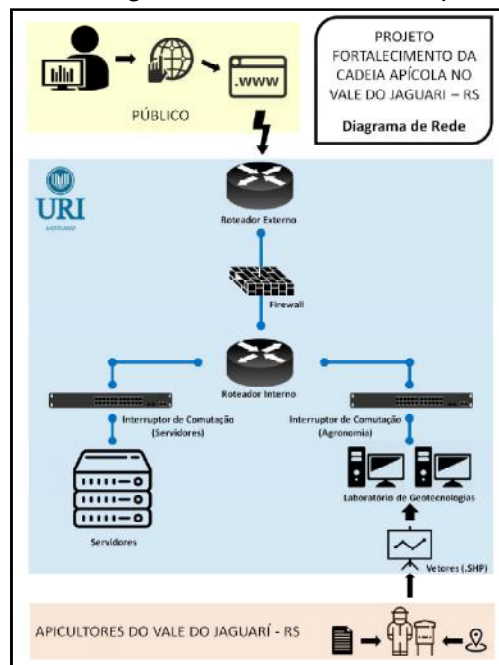 PÚBLICO
.www
PROJETO
FORTALECIMENTO DA
CADEIA APÍCOLA NO
VALE DO JAGUARI – RS
Diagrama de Rede
URI
SANTIAGO
Roteador Externo
Firewall
Roteador Interno
Interruptor de Comutação
(Servidores)
Interruptor de Comutação
(Agronomia)
Servidores
Laboratório de Geotecnologias
Vetores (.SHP)
APICULTORES DO VALE DO JAGUARÍ - RS